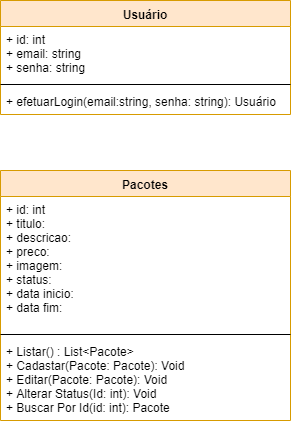 Usuário
+ id: int
+ email: string
+ senha: string
+ efetuarLogin(email:string, senha: string): Usuário
Pacotes
+ id: int
+ titulo:
+ descricao:
+ preco:
+ imagem:
+ status:
+ data inicio:
+ data fim:
+ Listar() : List<Pacote>
+ Cadastar(Pacote: Pacote): Void
+ Editar(Pacote: Pacote): Void
+ Alterar Status(Id: int): Void
+ Buscar Por Id(id: int): Pacote